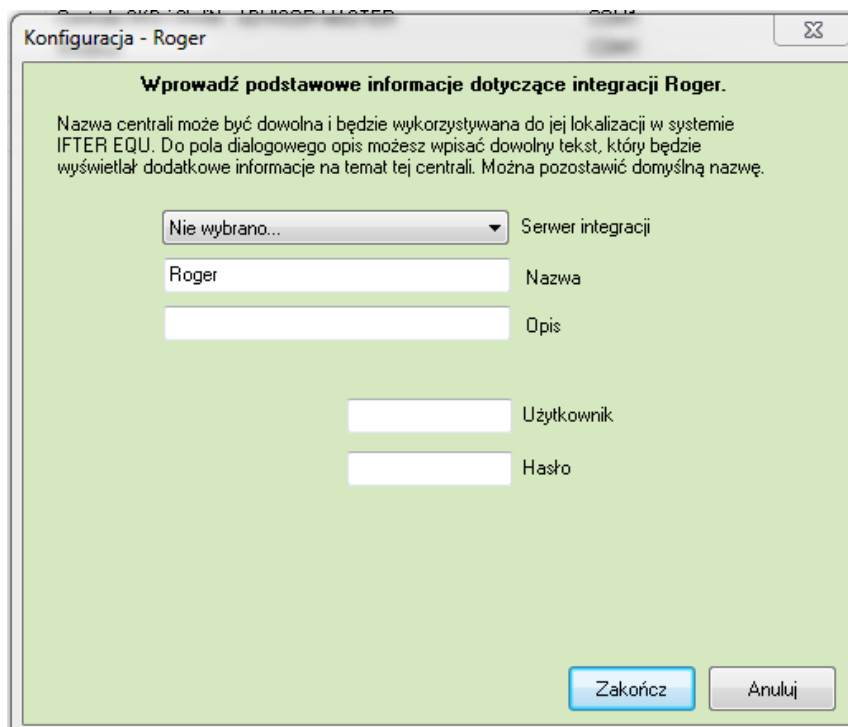 Konfiguracja - Roger
Wprowadź podstawowe informacje dotyczące integracji Roger.
Nazwa centrali może być dowolna i będzie wykorzystywana do jej lokalizacji w systemie
IFTER EQU. Do pola dialogowego opis możesz wpisać dowolny tekst, który będzie
wyświetlał dodatkowe informacje na temat tej centrali. Można pozostawić domyślną nazwę.
Nie wybrano... Serwer integracji
Roger Nazwa
Opis
Użytkownik
Hasło
Zakończ Anuluj